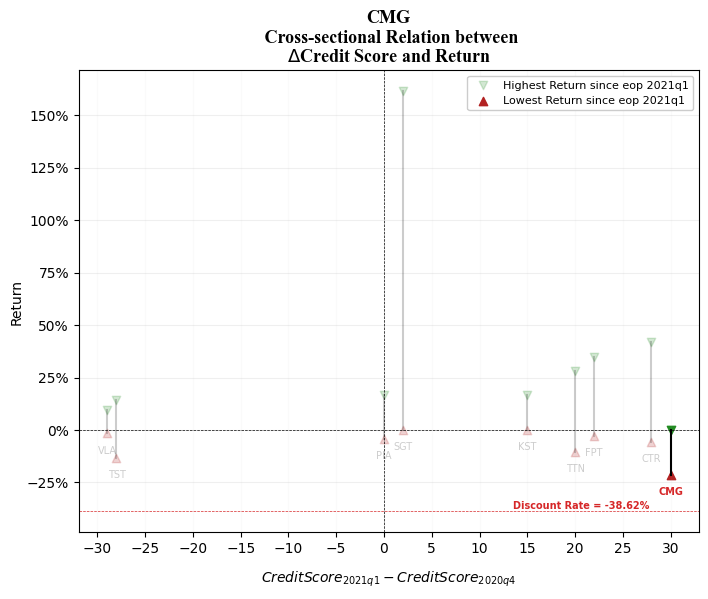 CMG
Cross-sectional Relation between
ΔCredit Score and Return
Highest Return since eop 2021q1
Lowest Return since eop 2021q1
Return
150%
125%
100%
75%
50%
25%
0%
−25%
VLA
TST
PIA
SGT
KST
TTN
FPT
CTR
CMG
Discount Rate = -38.62%
−30 −25 −20 −15 −10 −5 0 5 10 15 20 25 30
CreditScore2021q1 − CreditScore2020q4